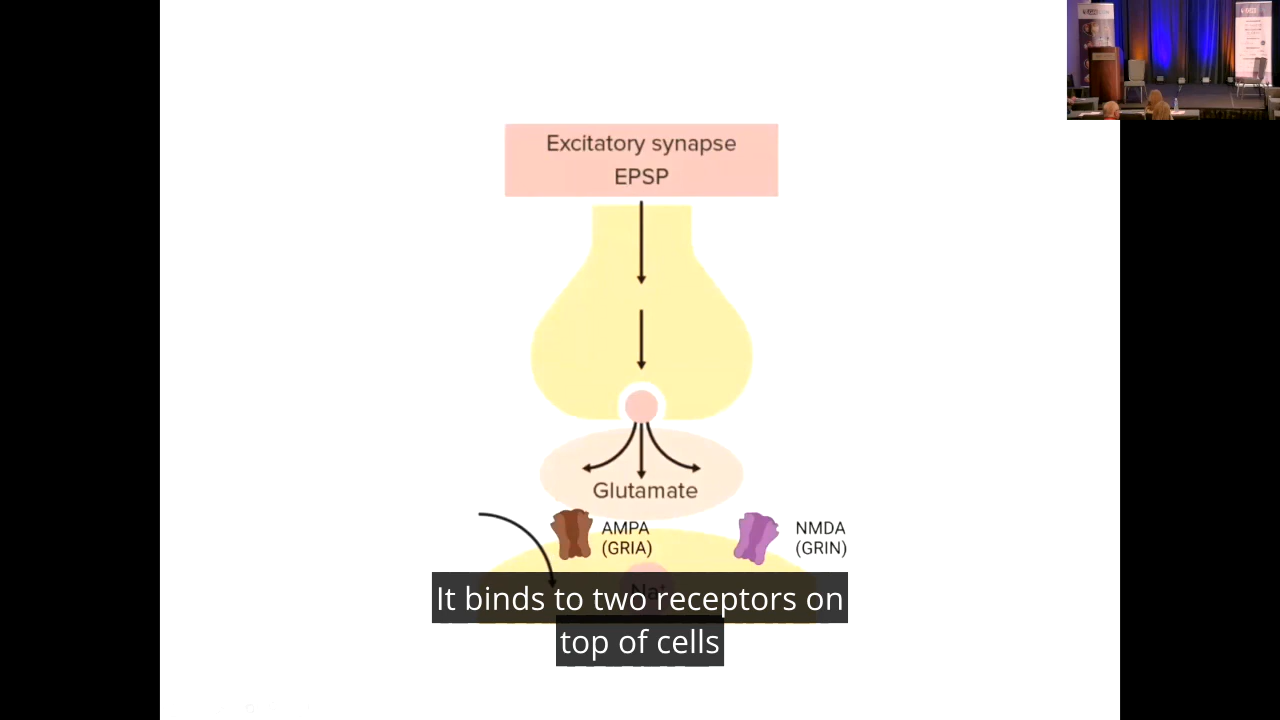 Excitatory synapse
EPSP
Glutamate
AMPA
(GRIA)
NMDA
(GRIN)
It binds to two receptors on
top of cells